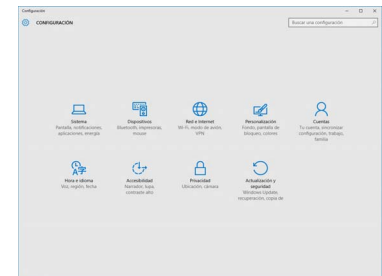 Configuración
CONFIGURACIÓN
Buscar una configuración
Sistema
Pantalla, notificaciones,
aplicaciones, energía
Dispositivos
Bluetooth, impresoras,
mouse
Red e Internet
Wi-Fi, modo de avión,
VPN
Personalización
Fondo, pantalla de
bloqueo, colores
Cuentas
Tu cuenta, sincronizar
configuración, trabajo,
familia
Hora e idioma
Voz, región, fecha
Accesibilidad
Narrador, lupa,
contraste alto
Privacidad
Ubicación, cámara
Actualización y
seguridad
Windows Update,
recuperación, copia de